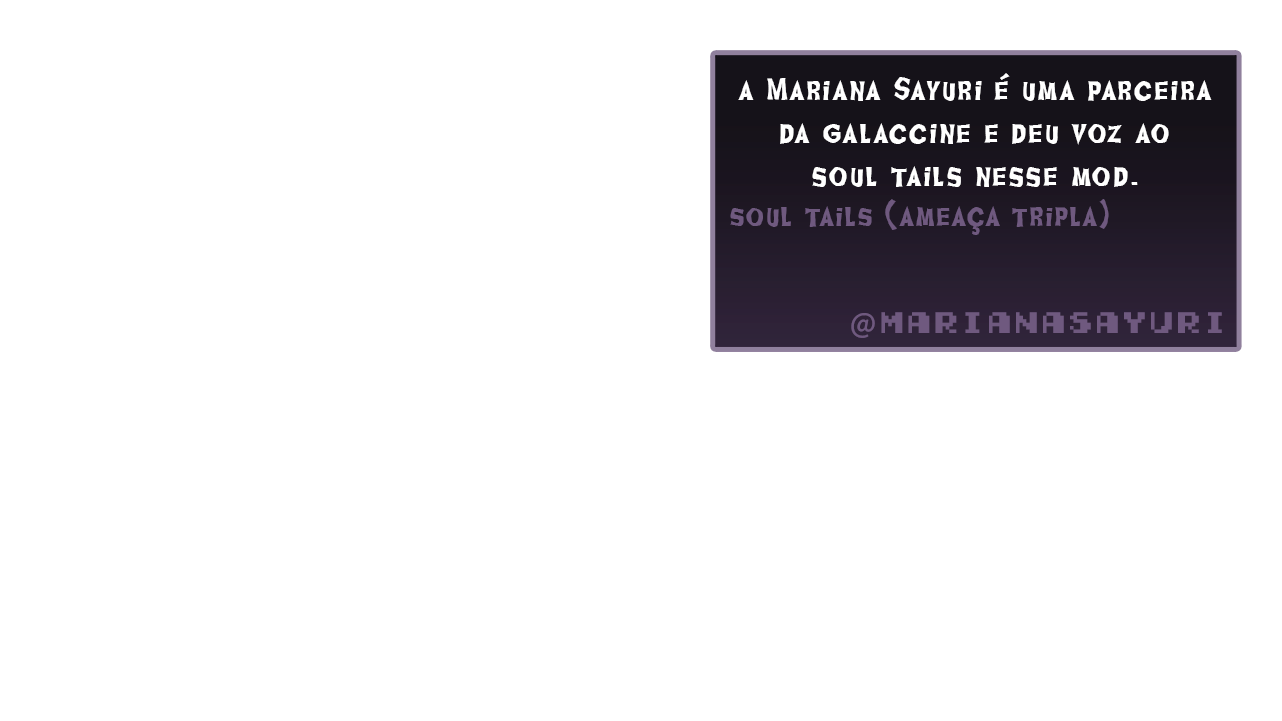 a Mariana Sayuri é uma parceira
da galaccine e deu voz ao
soul tails nesse mod.
soul tails (ameaça tripla)
@MARIANASAYURI